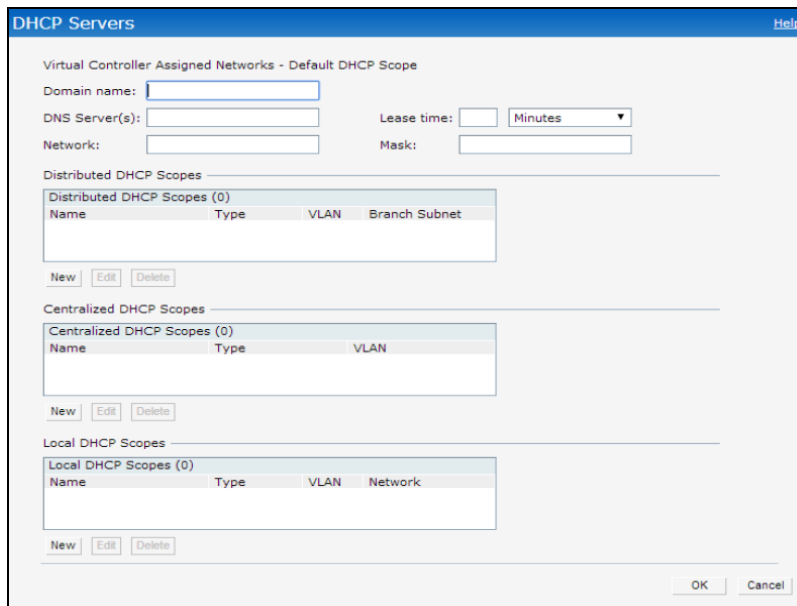 DHCP Servers Help
Virtual Controller Assigned Networks - Default DHCP Scope
Domain name:
DNS Server(s): Lease time: Minutes
Network: Mask:
Distributed DHCP Scopes
Distributed DHCP Scopes (0)
Name Type VLAN Branch Subnet
New Edit Delete
Centralized DHCP Scopes
Centralized DHCP Scopes (0)
Name Type VLAN
New Edit Delete
Local DHCP Scopes
Local DHCP Scopes (0)
Name Type VLAN Network
New Edit Delete
OK Cancel